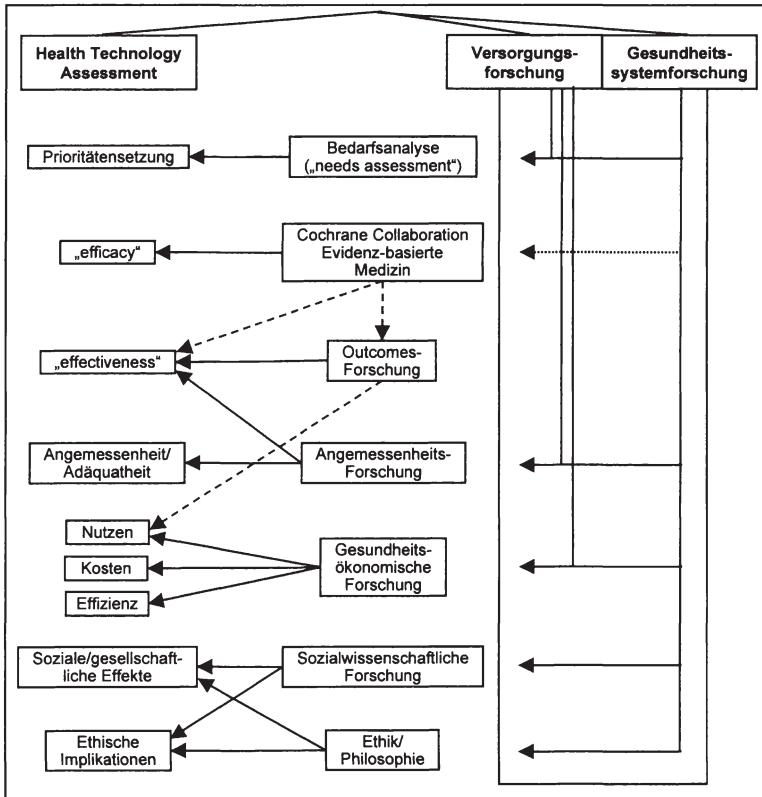 Health Technology
Assessment
Versorgungs-
forschung
Gesundheits-
systemforschung
Prioritätensetzung
Bedarfsanalyse
(„needs assessment“)
„efficacy“
Cochrane Collaboration
Evidenz-basierte
Medizin
„effectiveness“
Outcomes-
Forschung
Angemessenheit/
Adäquatheit
Angemessenheits-
Forschung
Nutzen
Kosten
Effizienz
Gesundheits-
ökonomische
Forschung
Soziale/gesellschaft-
liche Effekte
Sozialwissenschaftliche
Forschung
Ethische
Implikationen
Ethik/
Philosophie